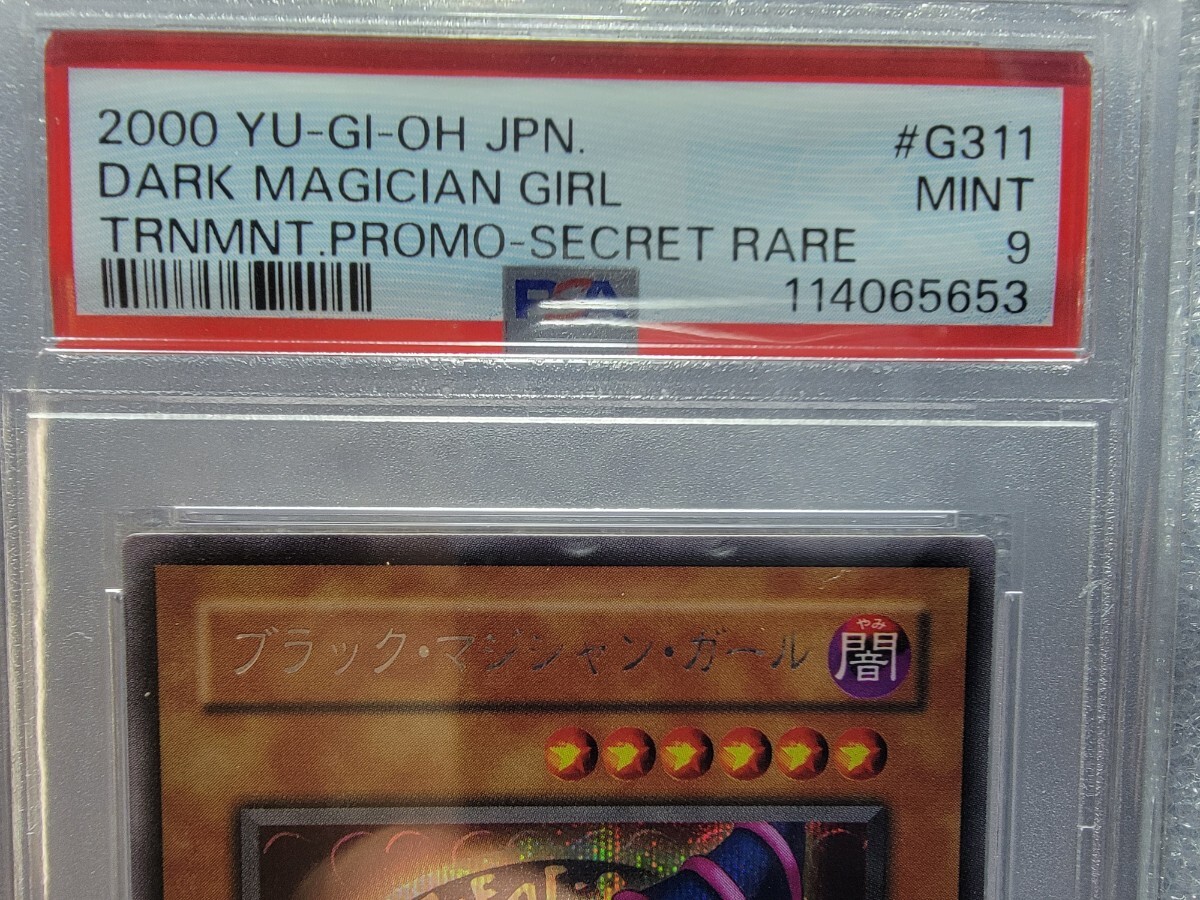 2000 YU-GI-OH JPN. #G311
DARK MAGICIAN GIRL MINT
TRNMNT.PROMO-SECRET RARE 9
PSA 114065653
ブラック・マジシャン・ガール
やみ
闇